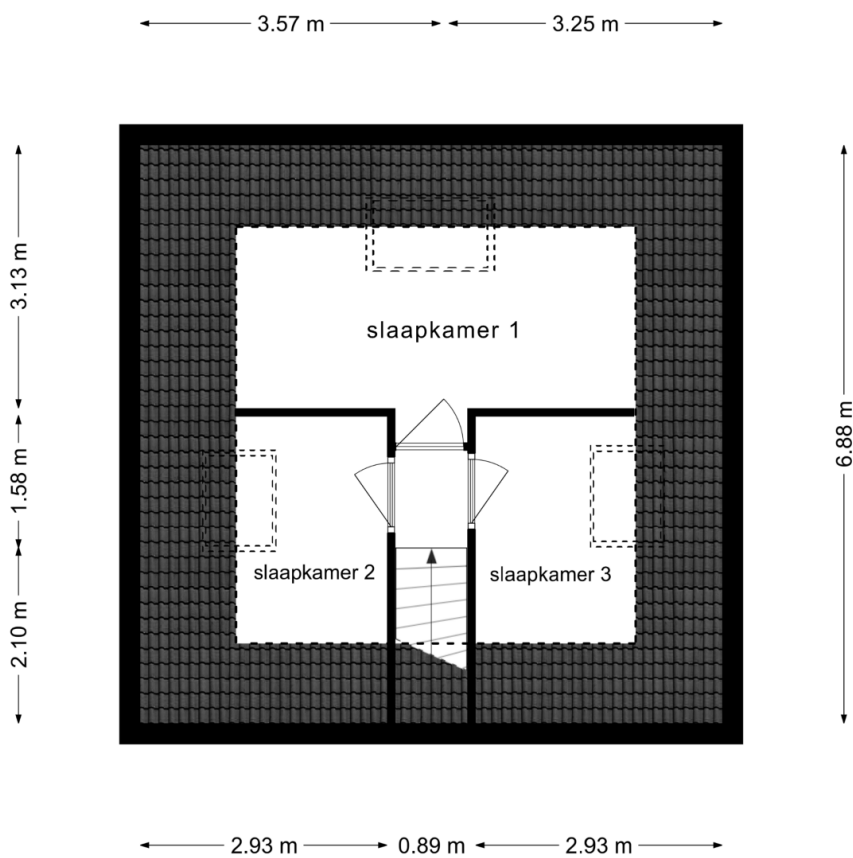 3.57 m
3.25 m
3.13 m
1.58 m
2.10 m
6.88 m
slaapkamer 1
slaapkamer 2
slaapkamer 3
2.93 m
0.89 m
2.93 m